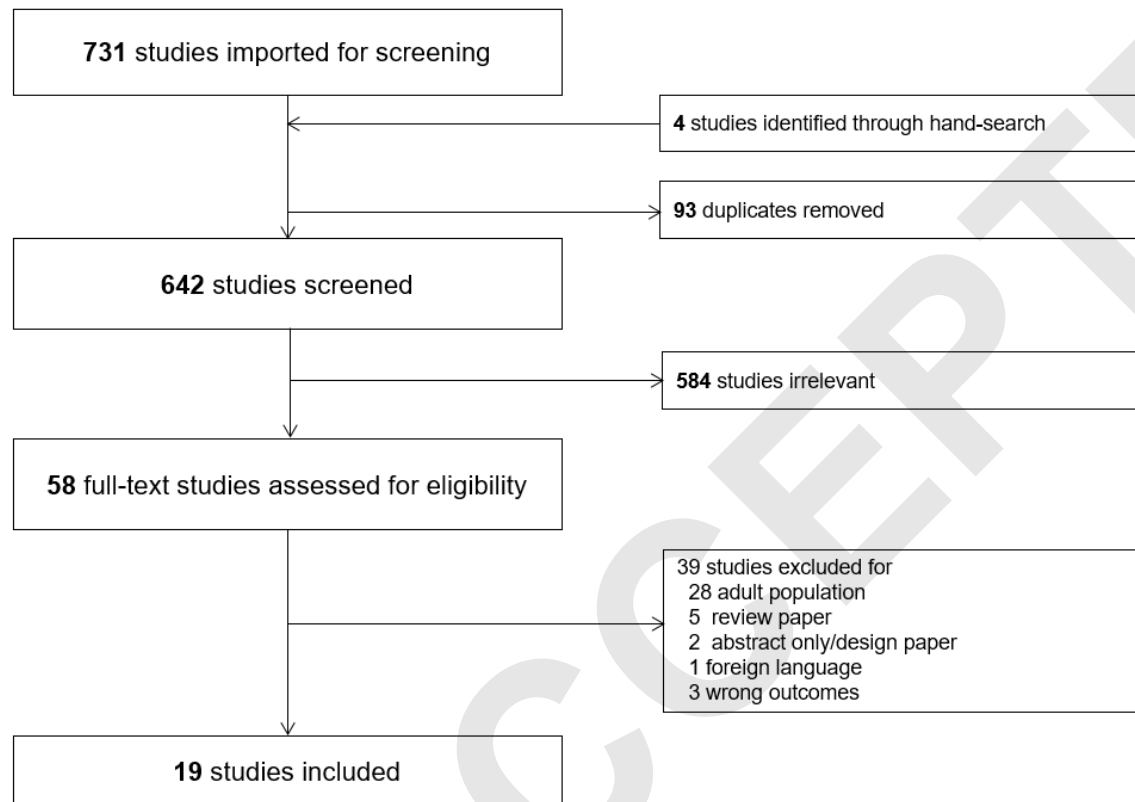 731 studies imported for screening
4 studies identified through hand-search
93 duplicates removed
642 studies screened
584 studies irrelevant
58 full-text studies assessed for eligibility
39 studies excluded for
28 adult population
5 review paper
2 abstract only/design paper
1 foreign language
3 wrong outcomes
19 studies included
CCEPT